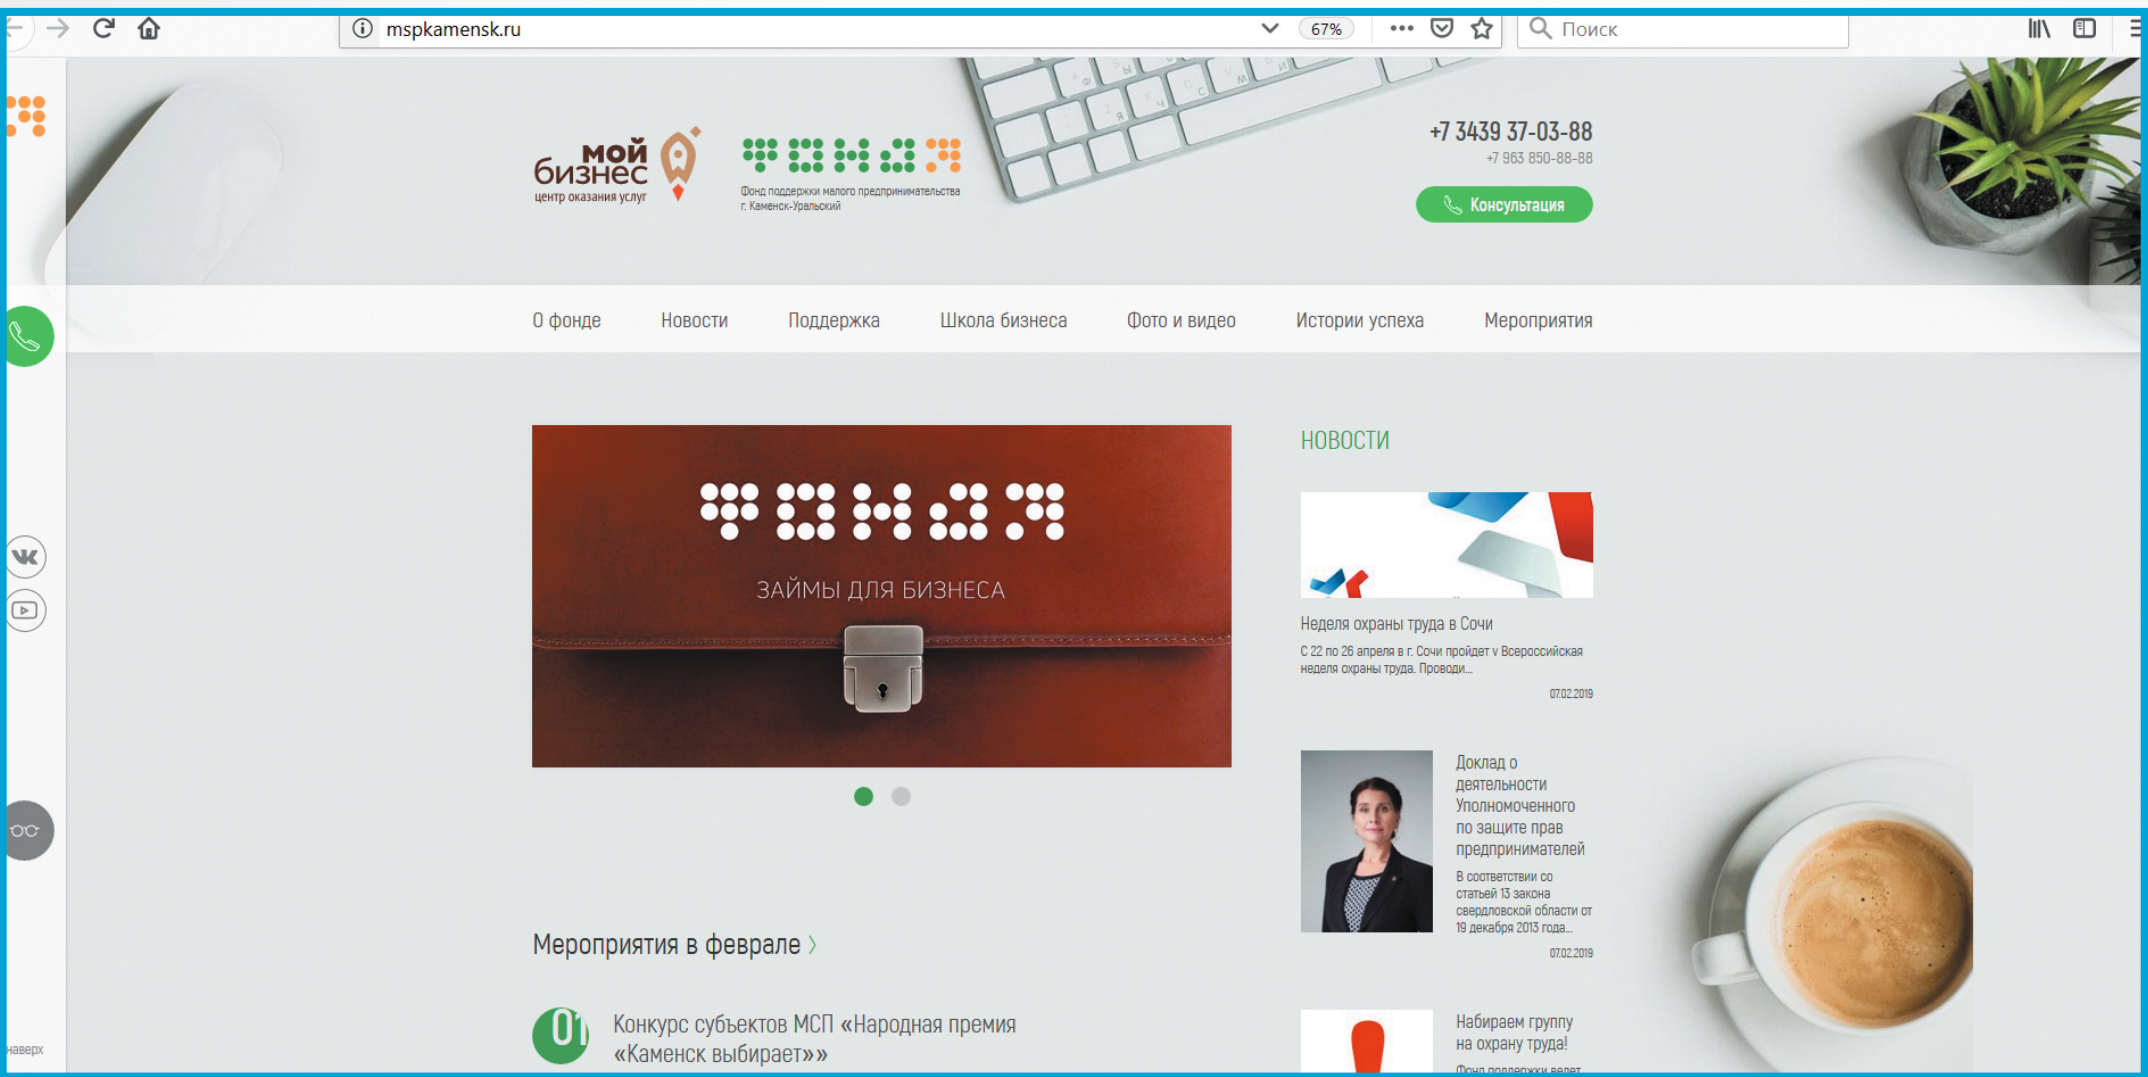 mspkamensk.ru
67%
Поиск
мой
бизнес
центр оказания услуг
ФОНД
Фонд поддержки малого предпринимательства
г. Каменск-Уральский
+7 3439 37-03-88
+7 963 850-88-88
Консультация
О фонде
Новости
Поддержка
Школа бизнеса
Фото и видео
Истории успеха
Мероприятия
ФОНД
ЗАЙМЫ ДЛЯ БИЗНЕСА
НОВОСТИ
Неделя охраны труда в Сочи
С 22 по 26 апреля в г. Сочи пройдет v Всероссийская
неделя охраны труда. Проводи...
07.02.2019
Доклад о
деятельности
Уполномоченного
по защите прав
предпринимателей
В соответствии со
статьей 13 закона
свердловской области от
19 декабря 2013 года...
07.02.2019
Мероприятия в феврале
01
Конкурс субъектов МСП «Народная премия
«Каменск выбирает»»
Набираем группу
на охрану труда!
Фонд поддержки ведет
наверх